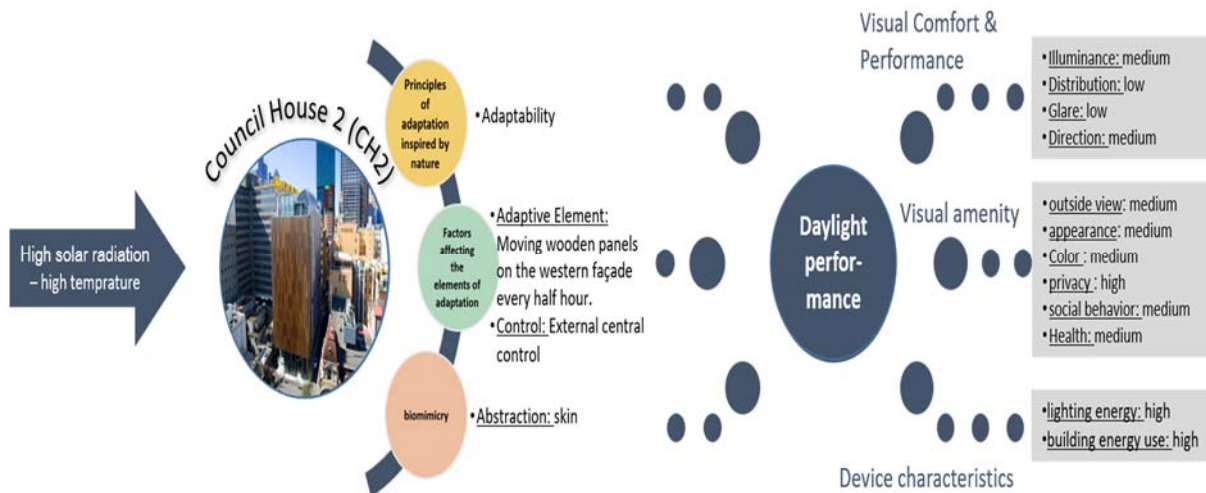 High solar radiation
– high temprature
Council House 2 (CH2)
Principles
of
adaptation
inspired by
nature
•Adaptability
Factors
affecting
the
elements of
adaptation
•Adaptive Element:
Moving wooden panels
on the western façade
every half hour.
•Control: External central
control
biomimicry
•Abstraction: skin
Daylight
perfor-
mance
Visual Comfort &
Performance
•Illuminance: medium
•Distribution: low
•Glare: low
•Direction: medium
Visual amenity
•outside view: medium
•appearance: medium
•Color : medium
•privacy : high
•social behavior: medium
•Health: medium
Device characteristics
•lighting energy: high
•building energy use: high